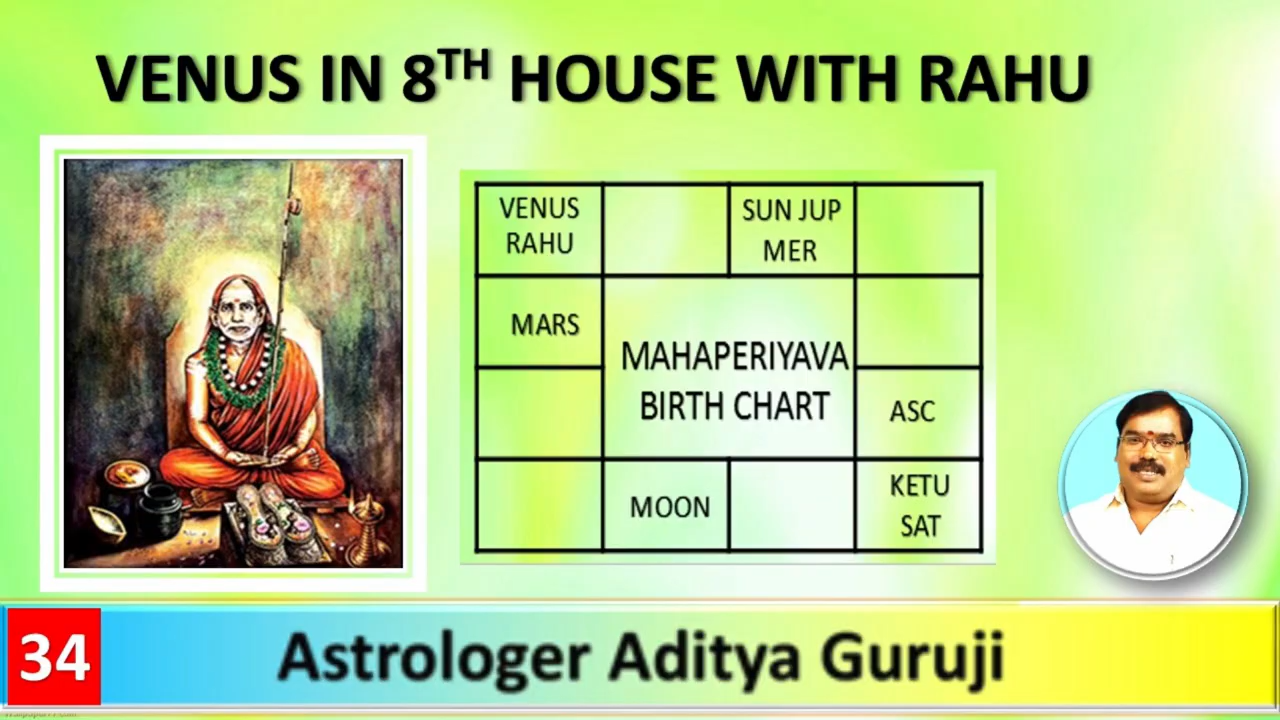 VENUS IN 8TH HOUSE WITH RAHU
VENUS
RAHU
SUN JUP
MER
MARS
MAHAPERIYAVA
BIRTH CHART
ASC
MOON
KETU
SAT
34
Astrologer Aditya Guruji